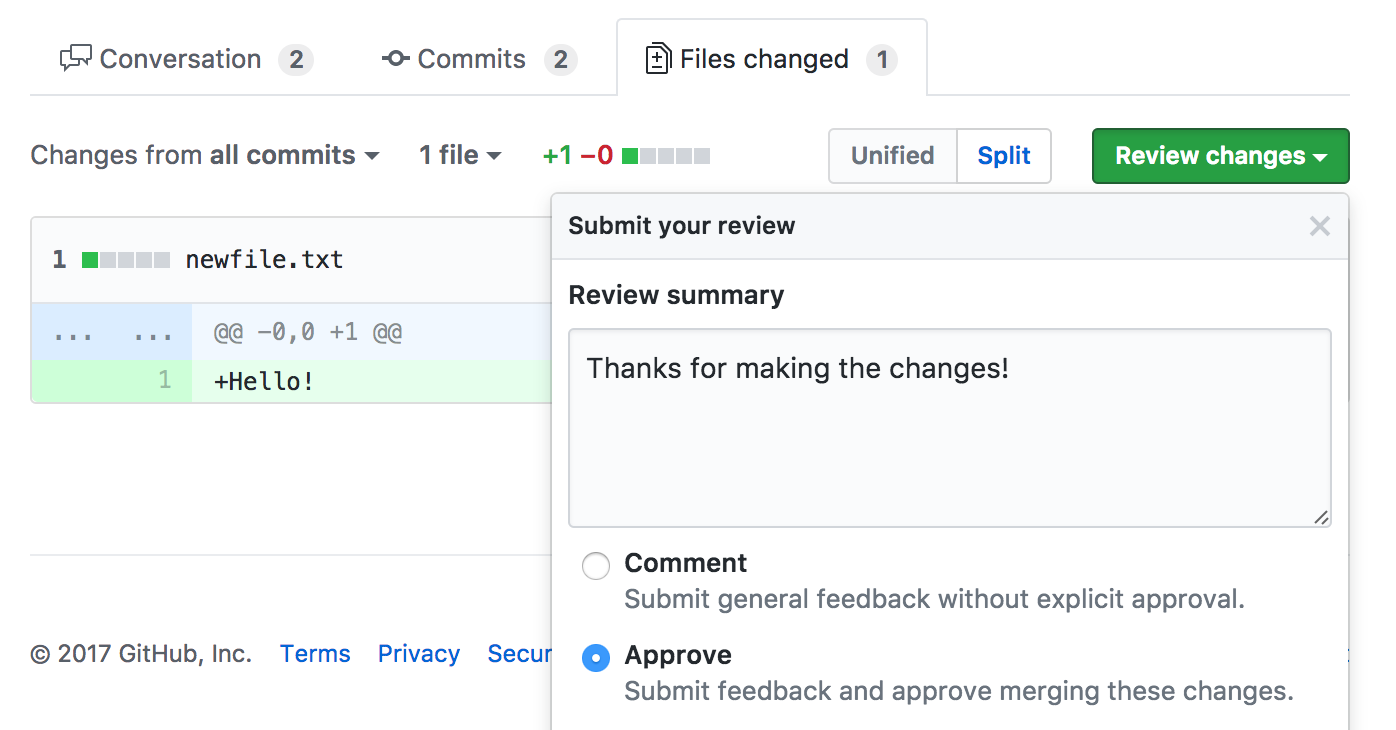 Conversation 2 Commits 2 Files changed 1
Changes from all commits 1 file +1 −0 Unified Split Review changes
Submit your review
1 newfile.txt
Review summary
... ... @@ -0,0 +1 @@
Thanks for making the changes!
1 +Hello!
Comment
Submit general feedback without explicit approval.
© 2017 GitHub, Inc. Terms Privacy Secur
Approve
Submit feedback and approve merging these changes.